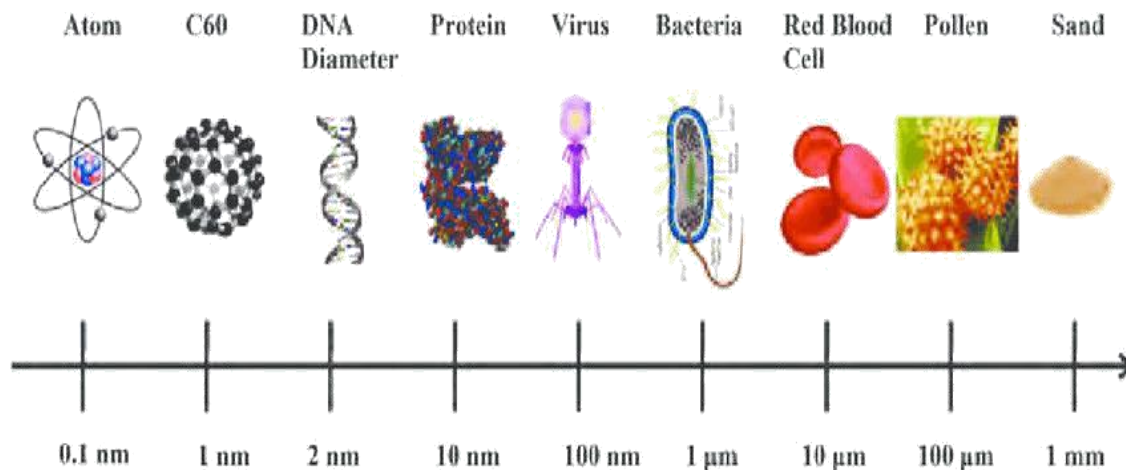 Atom C60 DNA Diameter Protein Virus Bacteria Red Blood Cell Pollen Sand
0.1 nm 1 nm 2 nm 10 nm 100 nm 1 µm 10 µm 100 µm 1 mm